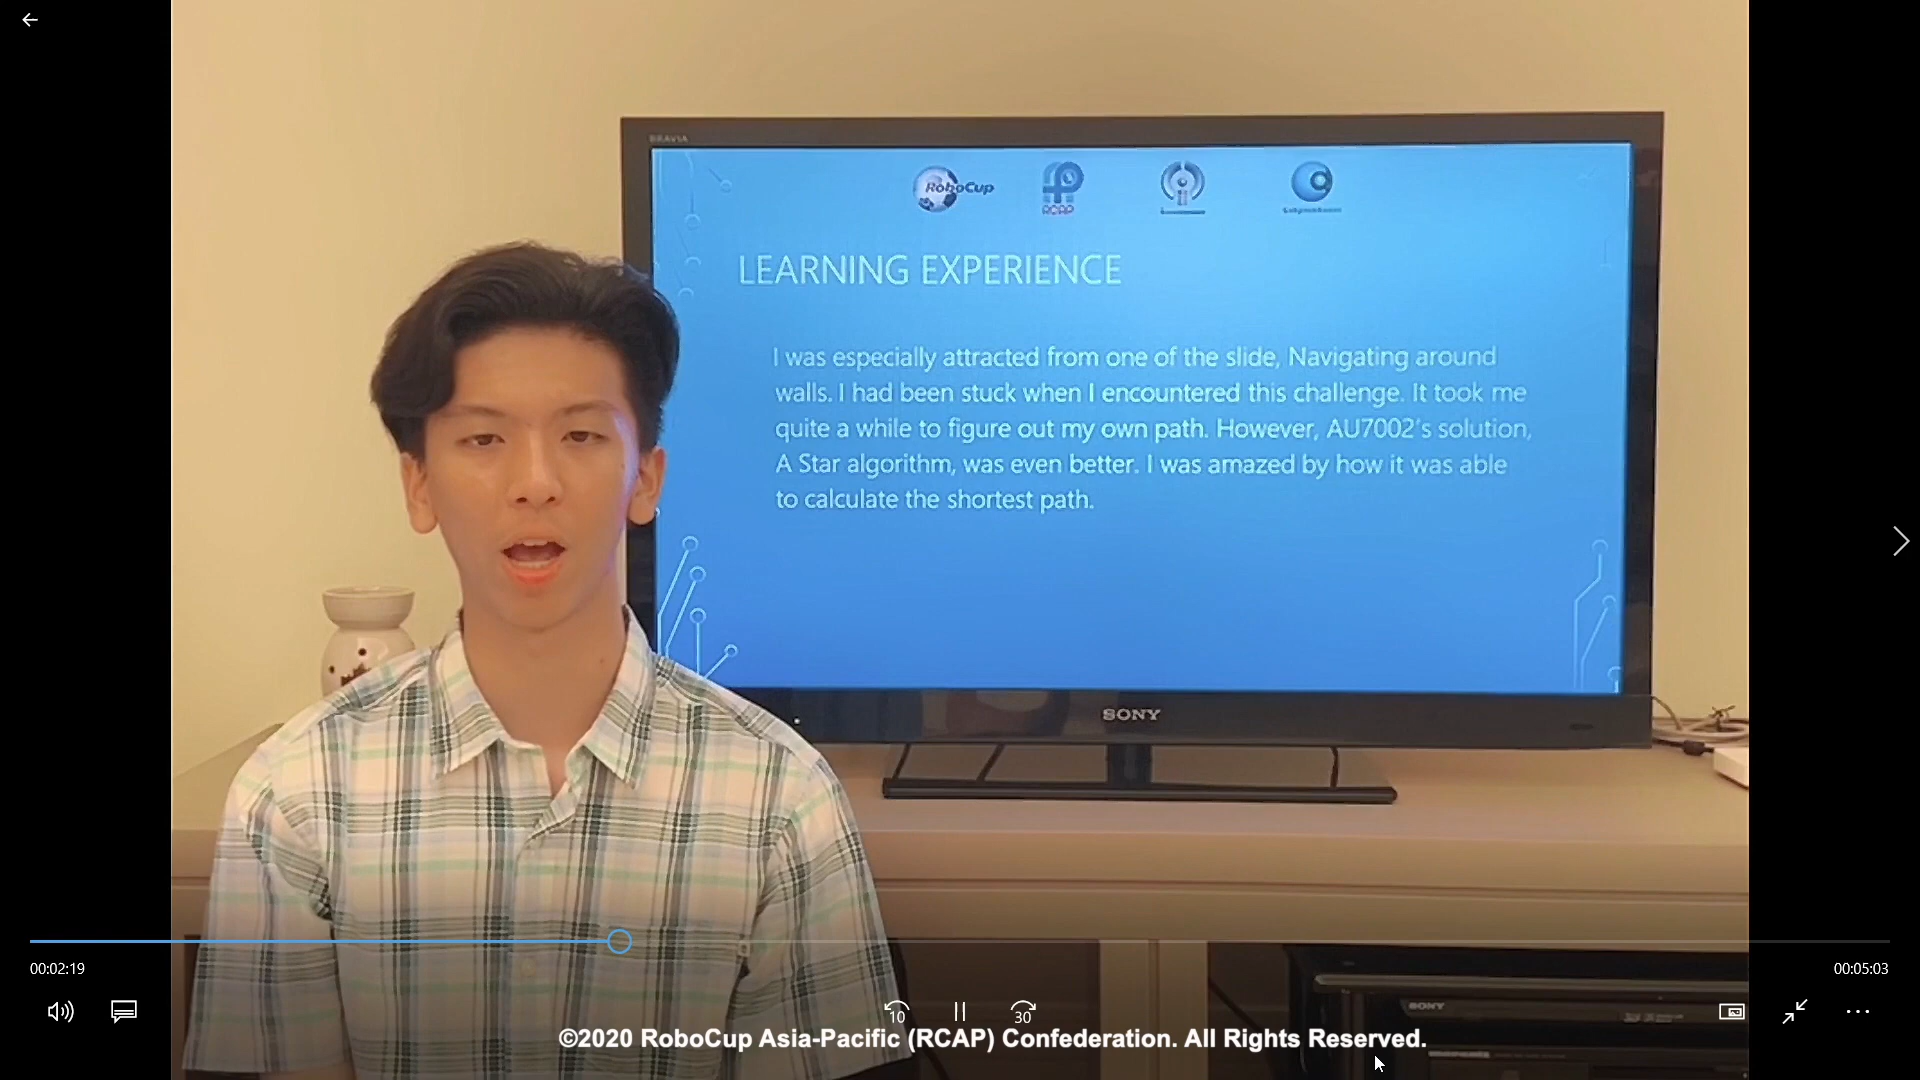 BRAVIA
RoboCup
RCAP
LEARNING EXPERIENCE
I was especially attracted from one of the slide, Navigating around
walls. I had been stuck when I encountered this challenge. It took me
quite a while to figure out my own path. However, AU7002's solution,
A Star algorithm, was even better. I was amazed by how it was able
to calculate the shortest path.
SONY
00:02:19
00:05:03
SONY
10
30
©2020 RoboCup Asia-Pacific (RCAP) Confederation. All Rights Reserved.